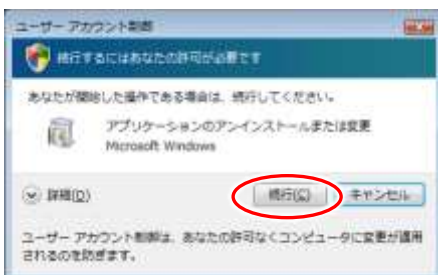 ユーザー アカウント制御
続行するにはあなたの許可が必要です
あなたが開始した操作である場合は、続行してください。
アプリケーションのアンインストールまたは変更
Microsoft Windows
詳細(D)
続行(C)
キャンセル
ユーザー アカウント制御は、あなたの許可なくコンピュータに変更が適用
されるのを防ぎます。